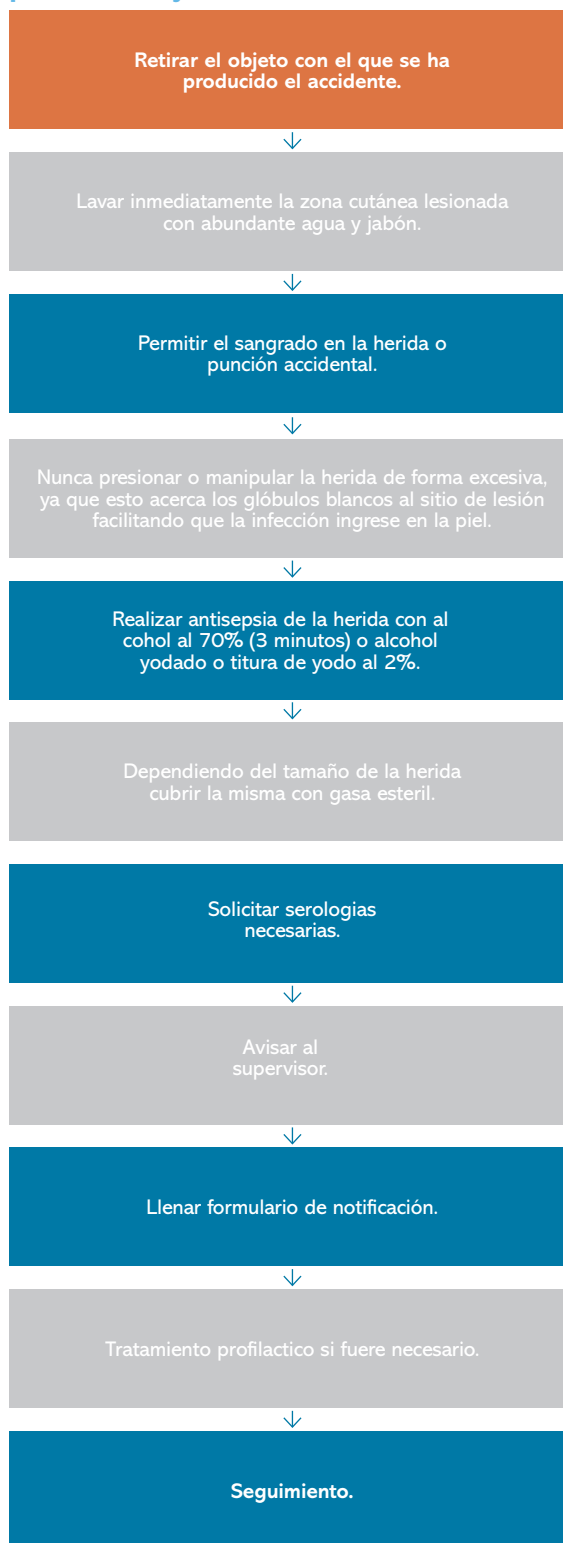 Retirar el objeto con el que se ha
producido el accidente.
Lavar inmediatamente la zona cutánea lesionada
con abundante agua y jabón.
Permitir el sangrado en la herida o
punción accidental.
Nunca presionar o manipular la herida de forma excesiva,
ya que esto acerca los glóbulos blancos al sitio de lesión
facilitando que la infección ingrese en la piel.
Realizar antisepsia de la herida con al
cohol al 70% (3 minutos) o alcohol
yodado o titura de yodo al 2%.
Dependiendo del tamaño de la herida
cubrir la misma con gasa esteril.
Solicitar serologias
necesarias.
Avisar al
supervisor.
Llenar formulario de notificación.
Tratamiento profilactico si fuere necesario.
Seguimiento.